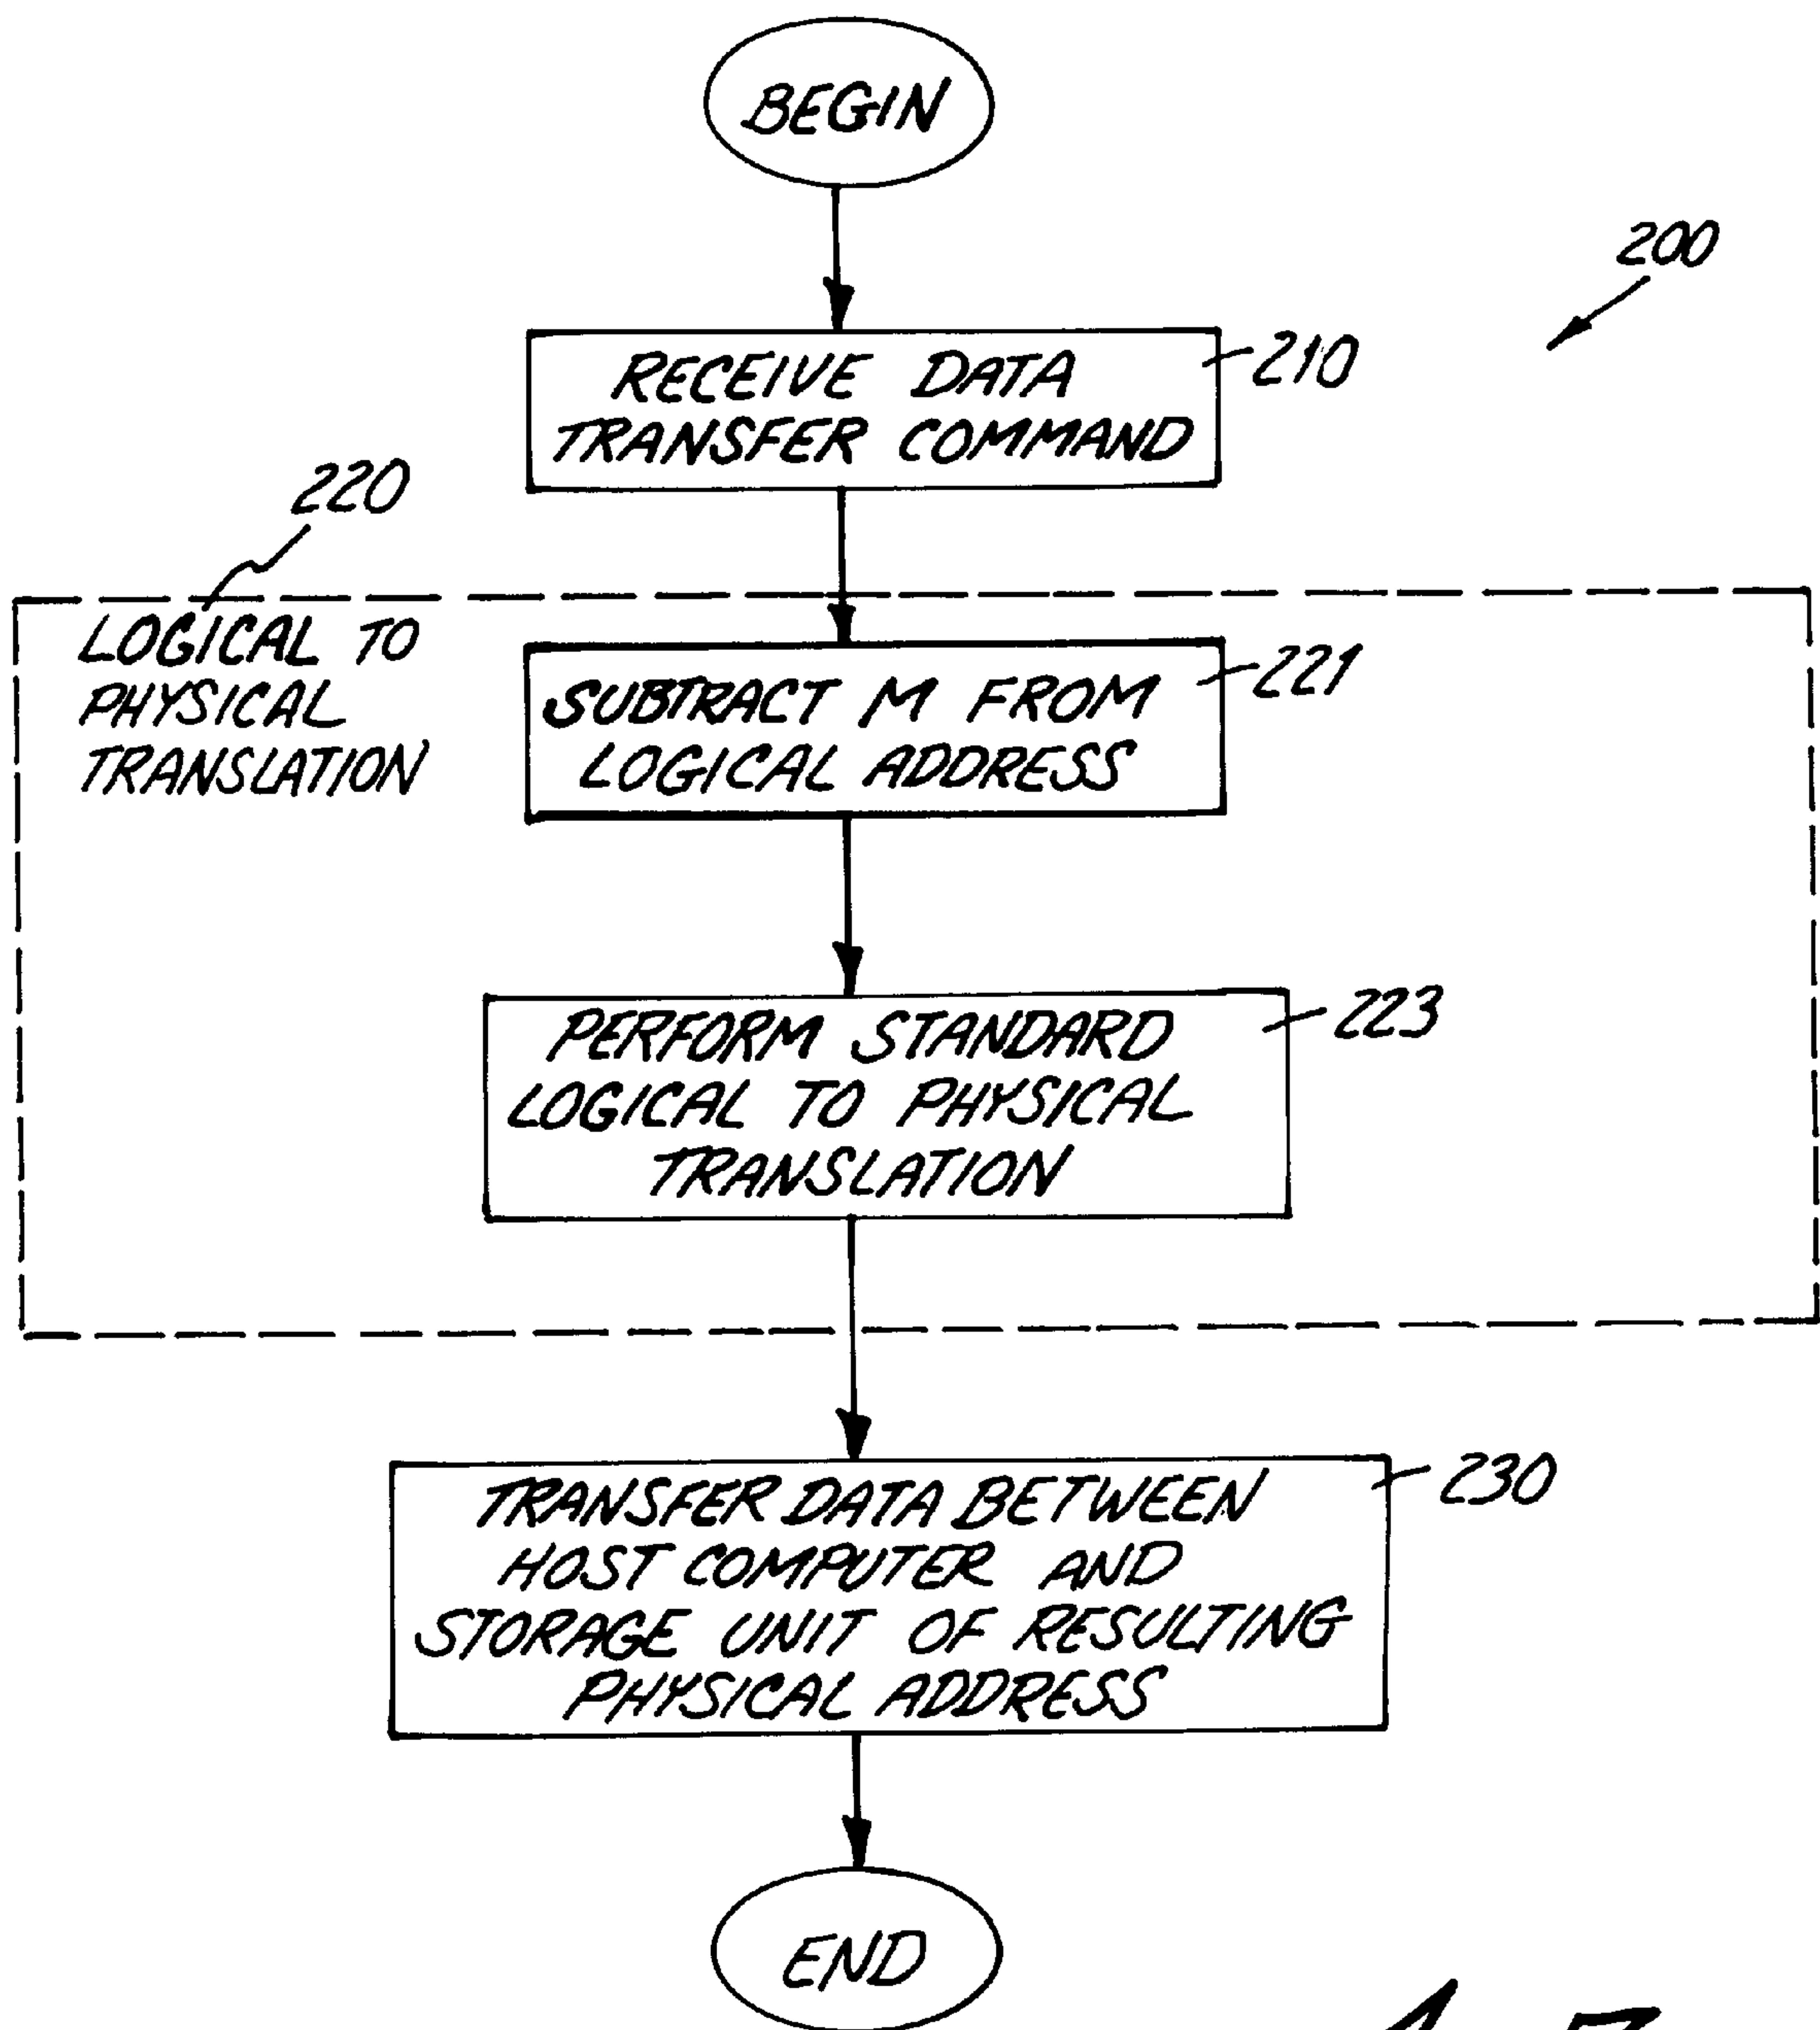 BEGIN
200
RECEIVE DATA
TRANSFER COMMAND
210
220
LOGICAL TO
PHYSICAL
TRANSLATION
SUBTRACT M FROM
LOGICAL ADDRESS
221
PERFORM STANDARD
LOGICAL TO PHYSICAL
TRANSLATION
223
TRANSFER DATA BETWEEN
HOST COMPUTER AND
STORAGE UNIT OF RESULTING
PHYSICAL ADDRESS
230
END